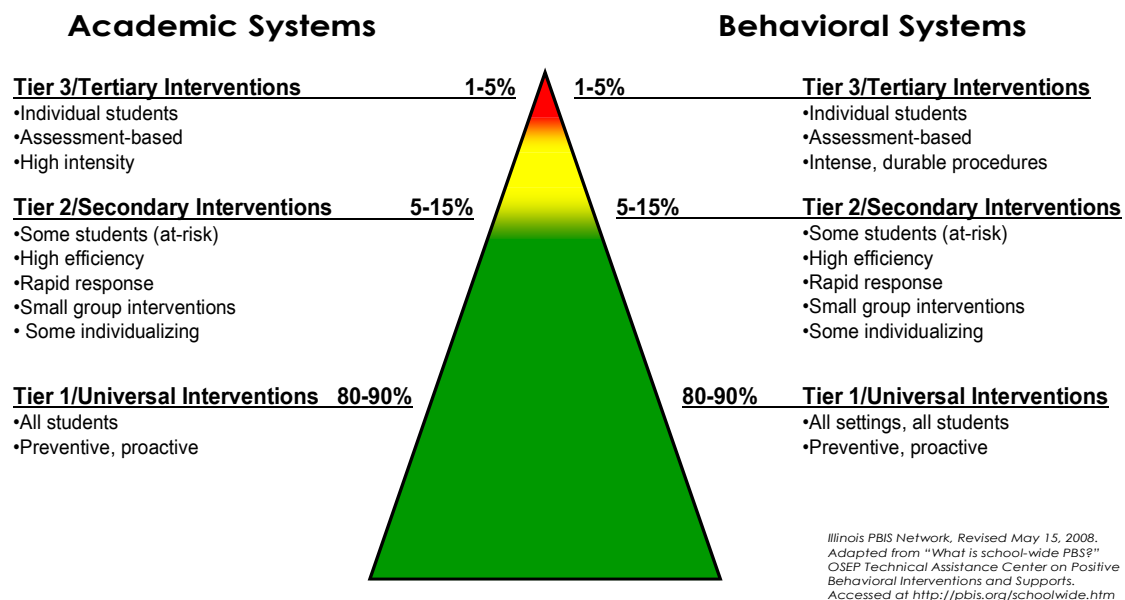 Academic Systems
Behavioral Systems
Tier 3/Tertiary Interventions 1-5%
•Individual students
•Assessment-based
•High intensity
1-5% Tier 3/Tertiary Interventions
•Individual students
•Assessment-based
•Intense, durable procedures
Tier 2/Secondary Interventions 5-15%
•Some students (at-risk)
•High efficiency
•Rapid response
•Small group interventions
• Some individualizing
5-15% Tier 2/Secondary Interventions
•Some students (at-risk)
•High efficiency
•Rapid response
•Small group interventions
•Some individualizing
Tier 1/Universal Interventions 80-90%
•All students
•Preventive, proactive
80-90% Tier 1/Universal Interventions
•All settings, all students
•Preventive, proactive
Illinois PBIS Network, Revised May 15, 2008.
Adapted from “What is school-wide PBS?”
OSEP Technical Assistance Center on Positive
Behavioral Interventions and Supports.
Accessed at http://pbis.org/schoolwide.htm